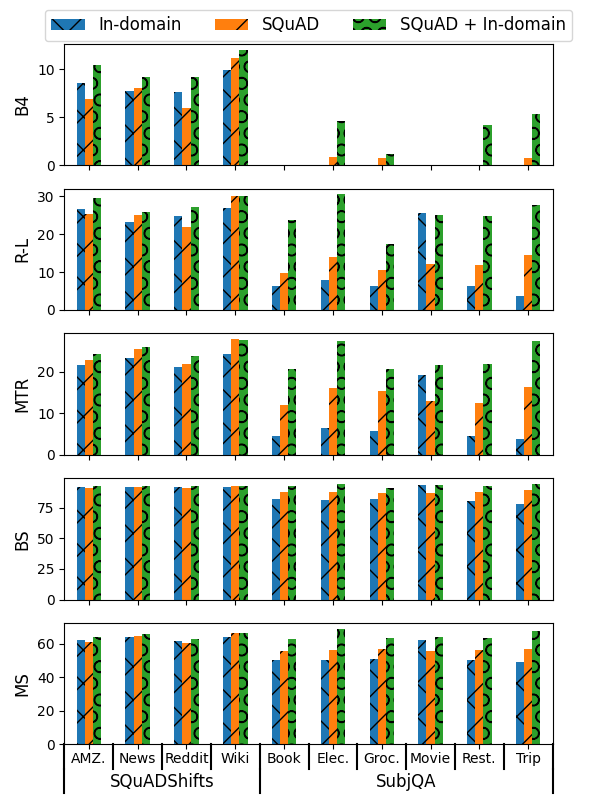 In-domain SQuAD SQuAD + In-domain
10
5
0
B4
30
20
10
0
R-L
20
10
0
MTR
75
50
25
0
BS
60
40
20
0
MS
AMZ. News Reddit Wiki Book Elec. Groc. Movie Rest. Trip
SQuADShifts SubjQA